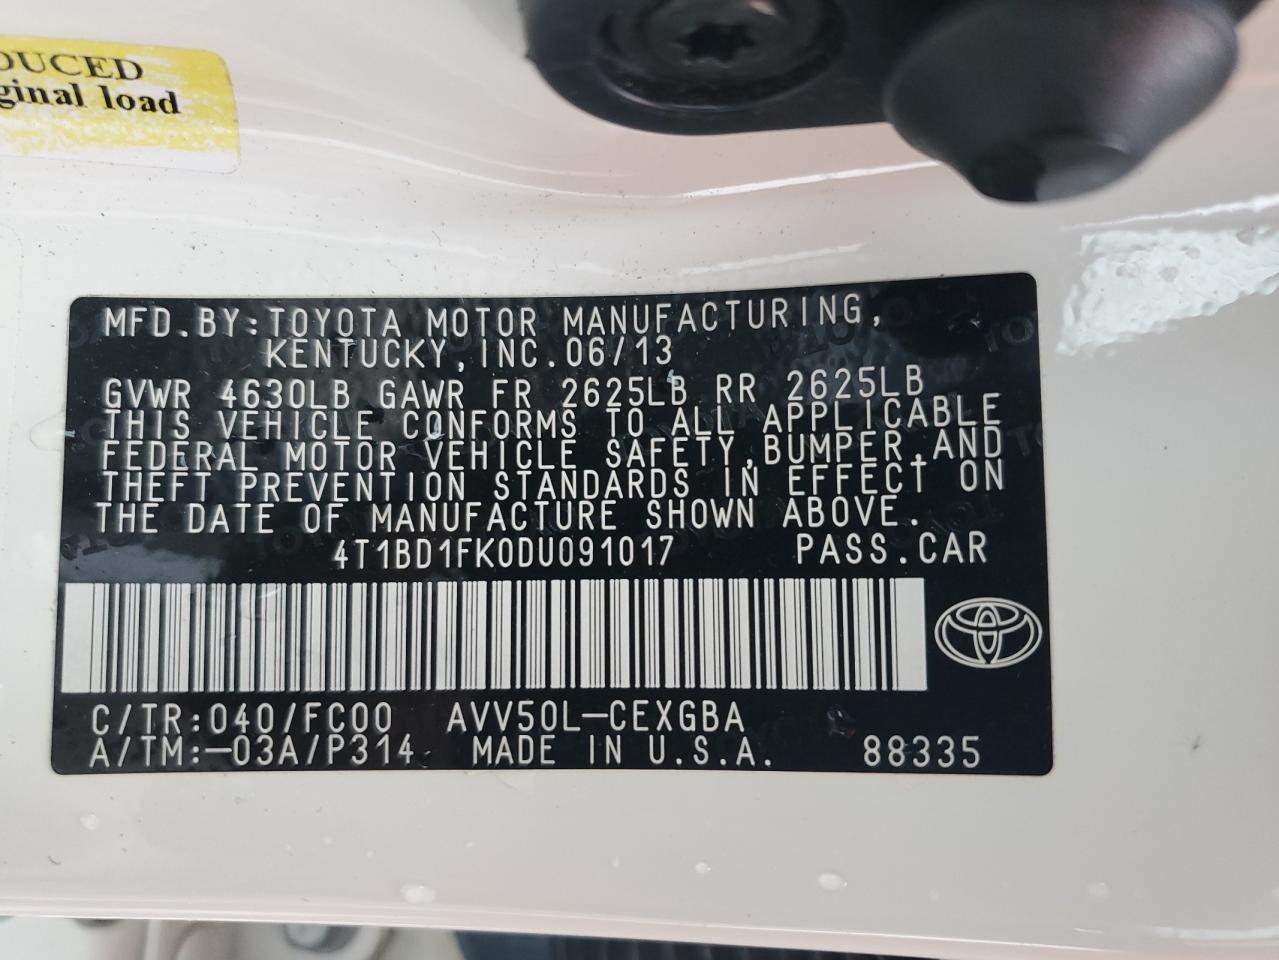 DUCED
ginal load
MFD.BY:TOYOTA MOTOR MANUFACTURING,
KENTUCKY,INC.06/13
GVWR 4630LB GAWR FR 2625LB RR 2625LB
THIS VEHICLE CONFORMS TO ALL APPLICABLE
FEDERAL MOTOR VEHICLE SAFETY,BUMPER,AND
THEFT PREVENTION STANDARDS IN EFFECT ON
THE DATE OF MANUFACTURE SHOWN ABOVE.
4T1BD1FK0DU091017 PASS.CAR
C/TR:040/FC00 AVV50L-CEXGBA
A/TM:-03A/P314 MADE IN U.S.A. 88335